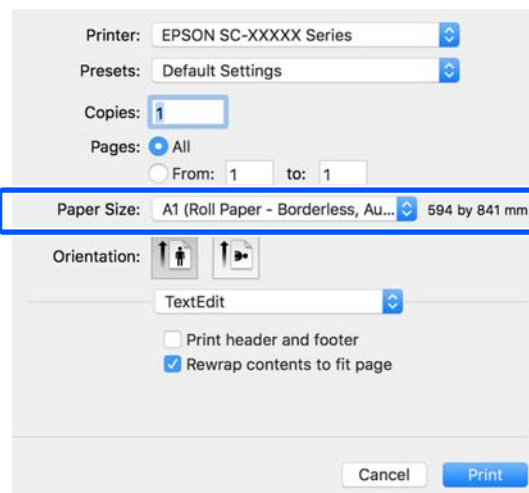 Printer: EPSON SC-XXXXX Series
Presets: Default Settings
Copies: 1
Pages: All
From: 1 to: 1
Paper Size: A1 (Roll Paper - Borderless, Au... 594 by 841 mm
Orientation:
TextEdit
Print header and footer
Rewrap contents to fit page
Cancel Print